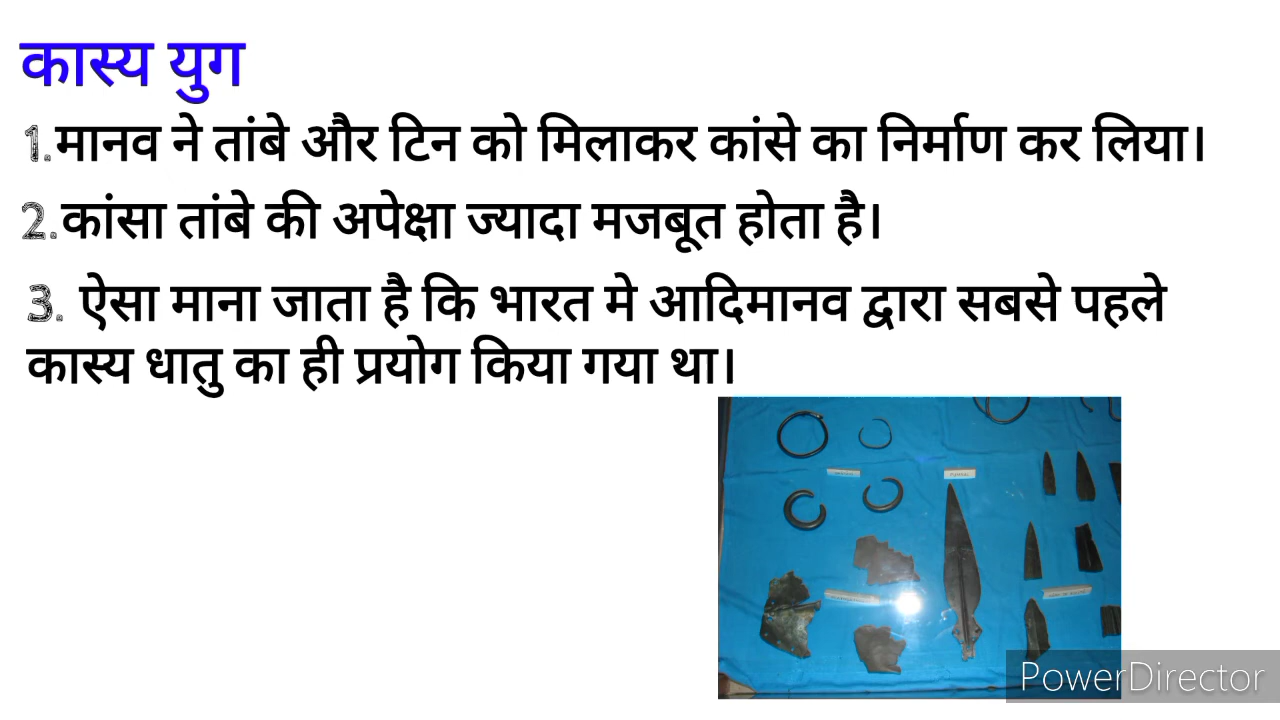 कास्य युग
1.मानव ने तांबे और टिन को मिलाकर कांसे का निर्माण कर लिया।
2.कांसा तांबे की अपेक्षा ज्यादा मजबूत होता है।
3. ऐसा माना जाता है कि भारत मे आदिमानव द्वारा सबसे पहले
कास्य धातु का ही प्रयोग किया गया था।
PowerDirector